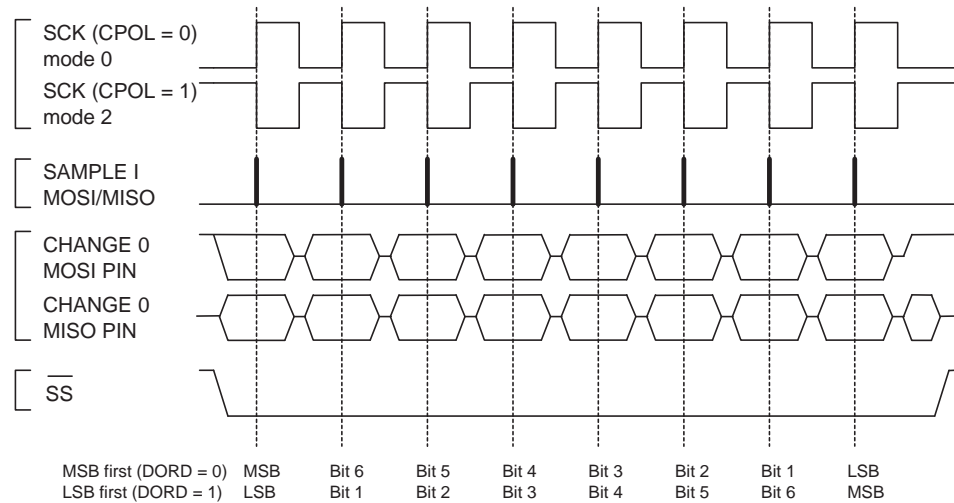 SCK (CPOL = 0)
mode 0
SCK (CPOL = 1)
mode 2
SAMPLE I
MOSI/MISO
CHANGE 0
MOSI PIN
CHANGE 0
MISO PIN
SS
MSB first (DORD = 0) MSB Bit 6 Bit 5 Bit 4 Bit 3 Bit 2 Bit 1 LSB
LSB first (DORD = 1) LSB Bit 1 Bit 2 Bit 3 Bit 4 Bit 5 Bit 6 MSB